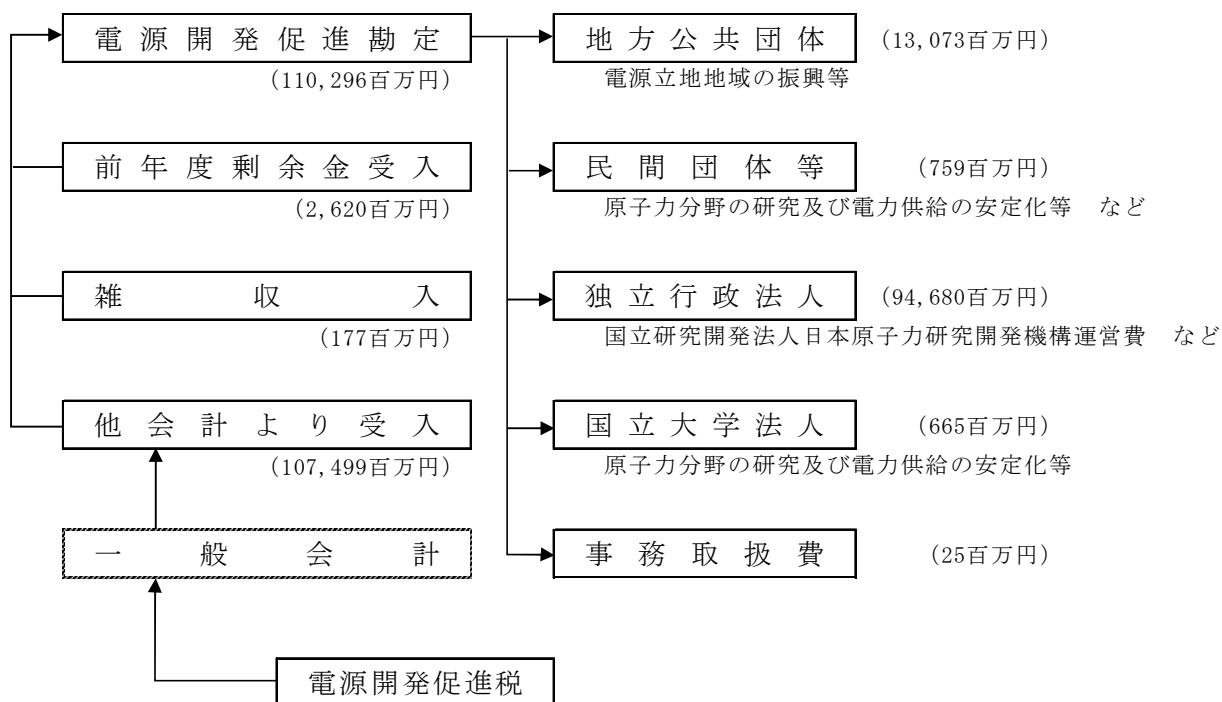 電源開発促進勘定
(110,296百万円)
前年度剰余金受入
(2,620百万円)
雑収入
(177百万円)
他会計より受入
(107,499百万円)
一般会計
電源開発促進税
地方公共団体 (13,073百万円)
電源立地地域の振興等
民間団体等 (759百万円)
原子力分野の研究及び電力供給の安定化等 など
独立行政法人 (94,680百万円)
国立研究開発法人日本原子力研究開発機構運営費 など
国立大学法人 (665百万円)
原子力分野の研究及び電力供給の安定化等
事務取扱費 (25百万円)